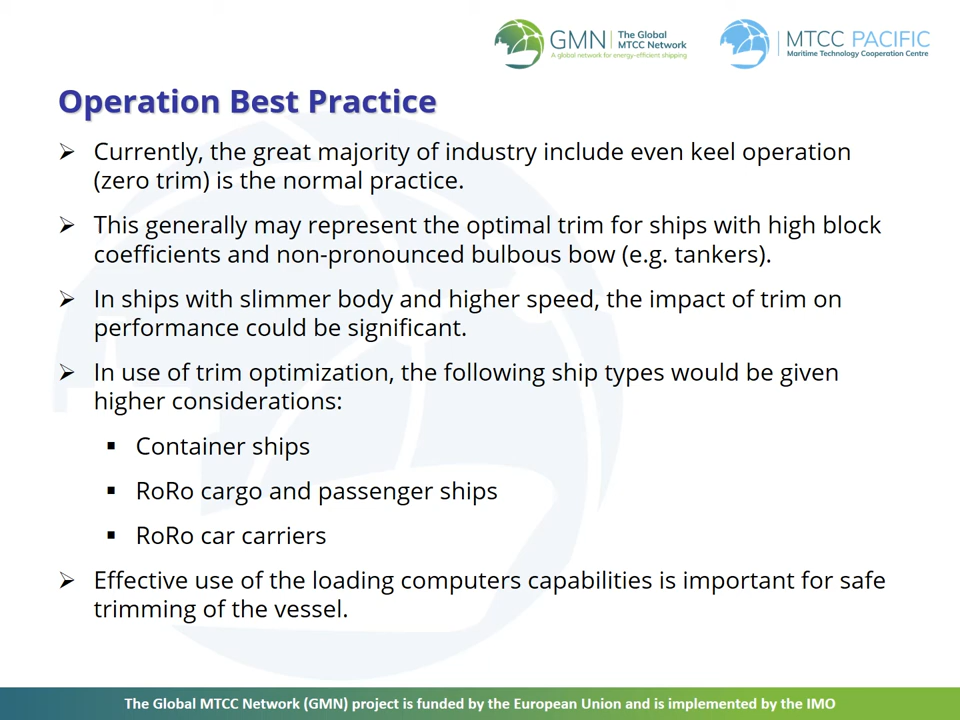 GMN
The Global
MTCC Network
A global network for energy-efficient shipping
MTCC PACIFIC
Maritime Technology Cooperation Centre
Operation Best Practice
➢ Currently, the great majority of industry include even keel operation
(zero trim) is the normal practice.
➢ This generally may represent the optimal trim for ships with high block
coefficients and non-pronounced bulbous bow (e.g. tankers).
➢ In ships with slimmer body and higher speed, the impact of trim on
performance could be significant.
➢ In use of trim optimization, the following ship types would be given
higher considerations:
▪ Container ships
▪ RoRo cargo and passenger ships
▪ RoRo car carriers
➢ Effective use of the loading computers capabilities is important for safe
trimming of the vessel.
The Global MTCC Network (GMN) project is funded by the European Union and is implemented by the IMO